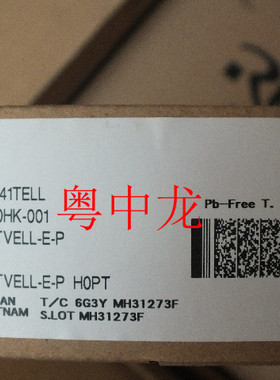 41TELL
0HK-001
TVELL-E-P
粤中龙
Pb-Free T.
TVELL-E-P H0PT
AN T/C 6G3Y MH31273F
TNAM S.LOT MH31273F